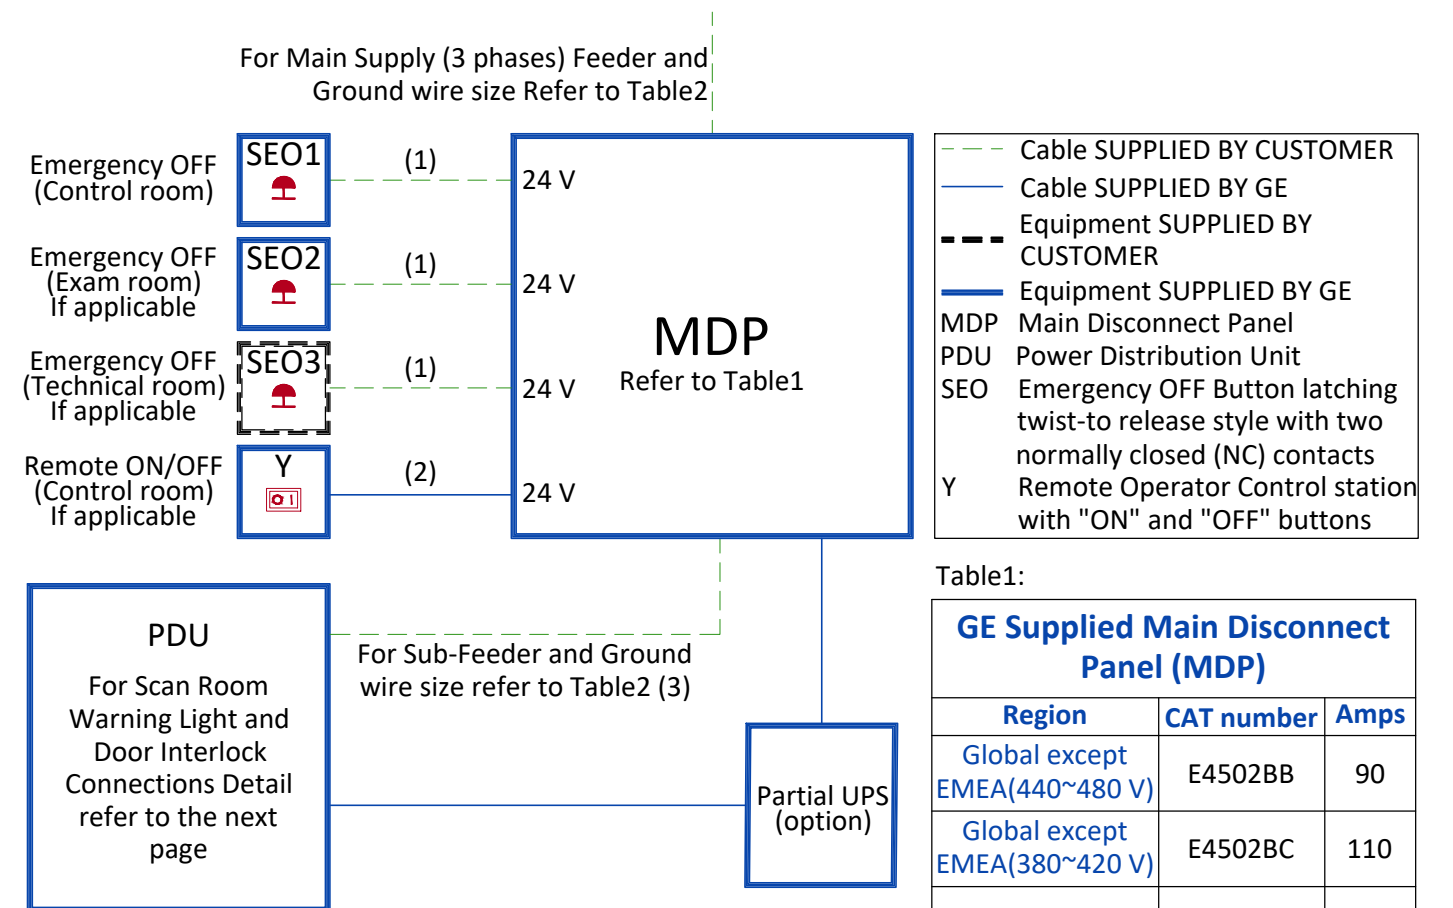 For Main Supply (3 phases) Feeder and
Ground wire size Refer to Table2
Emergency OFF
(Control room)
SEO1
(1)
24 V
Emergency OFF
(Exam room)
If applicable
SEO2
(1)
24 V
Emergency OFF
(Technical room)
If applicable
SEO3
(1)
24 V
Remote ON/OFF
(Control room)
If applicable
Y
(2)
24 V
MDP
Refer to Table1
Cable SUPPLIED BY CUSTOMER
Cable SUPPLIED BY GE
Equipment SUPPLIED BY
CUSTOMER
Equipment SUPPLIED BY GE
MDP Main Disconnect Panel
PDU Power Distribution Unit
SEO Emergency OFF Button latching
twist-to release style with two
normally closed (NC) contacts
Y Remote Operator Control station
with "ON" and "OFF" buttons
PDU
For Scan Room
Warning Light and
Door Interlock
Connections Detail
refer to the next
page
For Sub-Feeder and Ground
wire size refer to Table2 (3)
Partial UPS
(option)
Table1:
GE Supplied Main Disconnect
Panel (MDP)
Region CAT number Amps
Global except
EMEA(440~480 V) E4502BB 90
Global except
EMEA(380~420 V) E4502BC 110